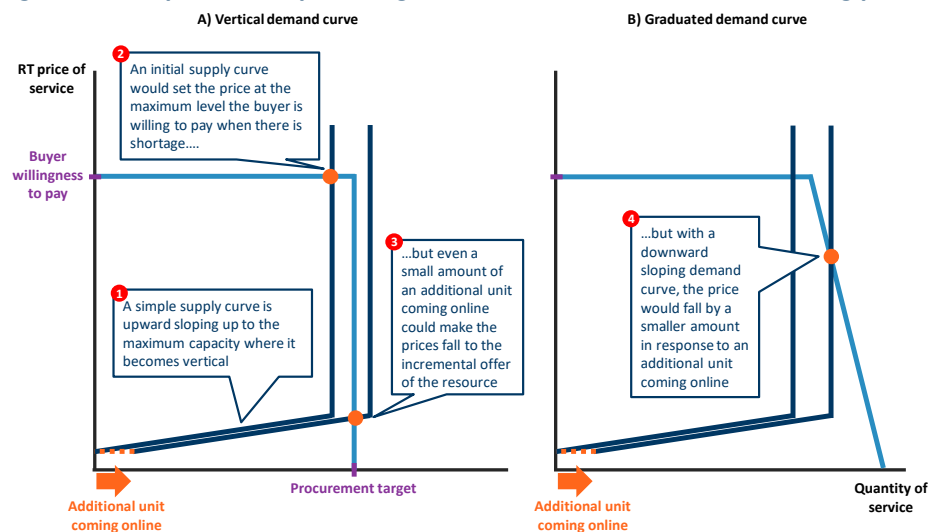 A) Vertical demand curve
B) Graduated demand curve
RT price of
service
2
An initial supply curve
would set the price at the
maximum level the buyer is
willing to pay when there is
shortage....
Buyer
willingness
to pay
1
A simple supply curve is
upward sloping up to the
maximum capacity where it
becomes vertical
3
...but even a
small amount of
an additional unit
coming online
could make the
prices fall to the
incremental offer
of the resource
4
...but with a
downward
sloping demand
curve, the price
would fall by a
smaller amount
in response to an
additional unit
coming online
Additional unit
coming online
Procurement target
Additional unit
coming online
Quantity of
service